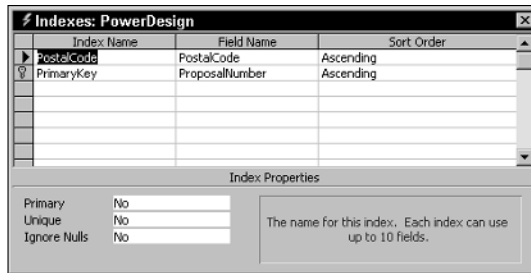 Indexes: PowerDesign
Index Name Field Name Sort Order
PostalCode PostalCode Ascending
PrimaryKey ProposalNumber Ascending
Index Properties
Primary No
Unique No
Ignore Nulls No
The name for this index. Each index can use
up to 10 fields.